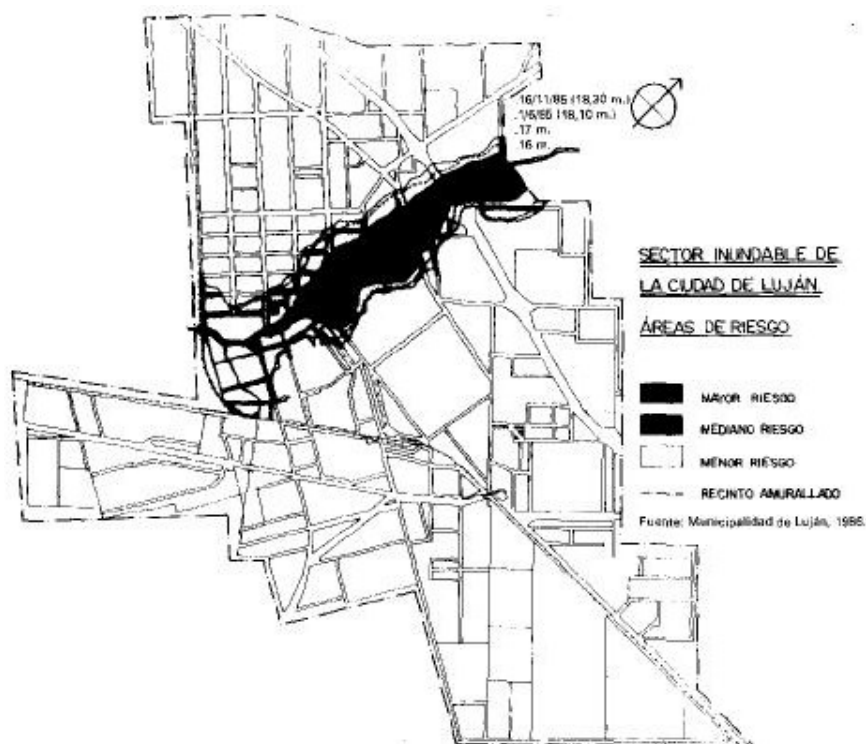 16/11/85 (18,30 m.)
1/6/85 (18,10 m.)
17 m.
16 m.
SECTOR INUNDABLE DE
LA CIUDAD DE LUJÁN.
ÁREAS DE RIESGO
MAYOR RIESGO
MEDIANO RIESGO
MENOR RIESGO
RECINTO AMURALLADO
Fuente: Municipalidad de Luján, 1986.